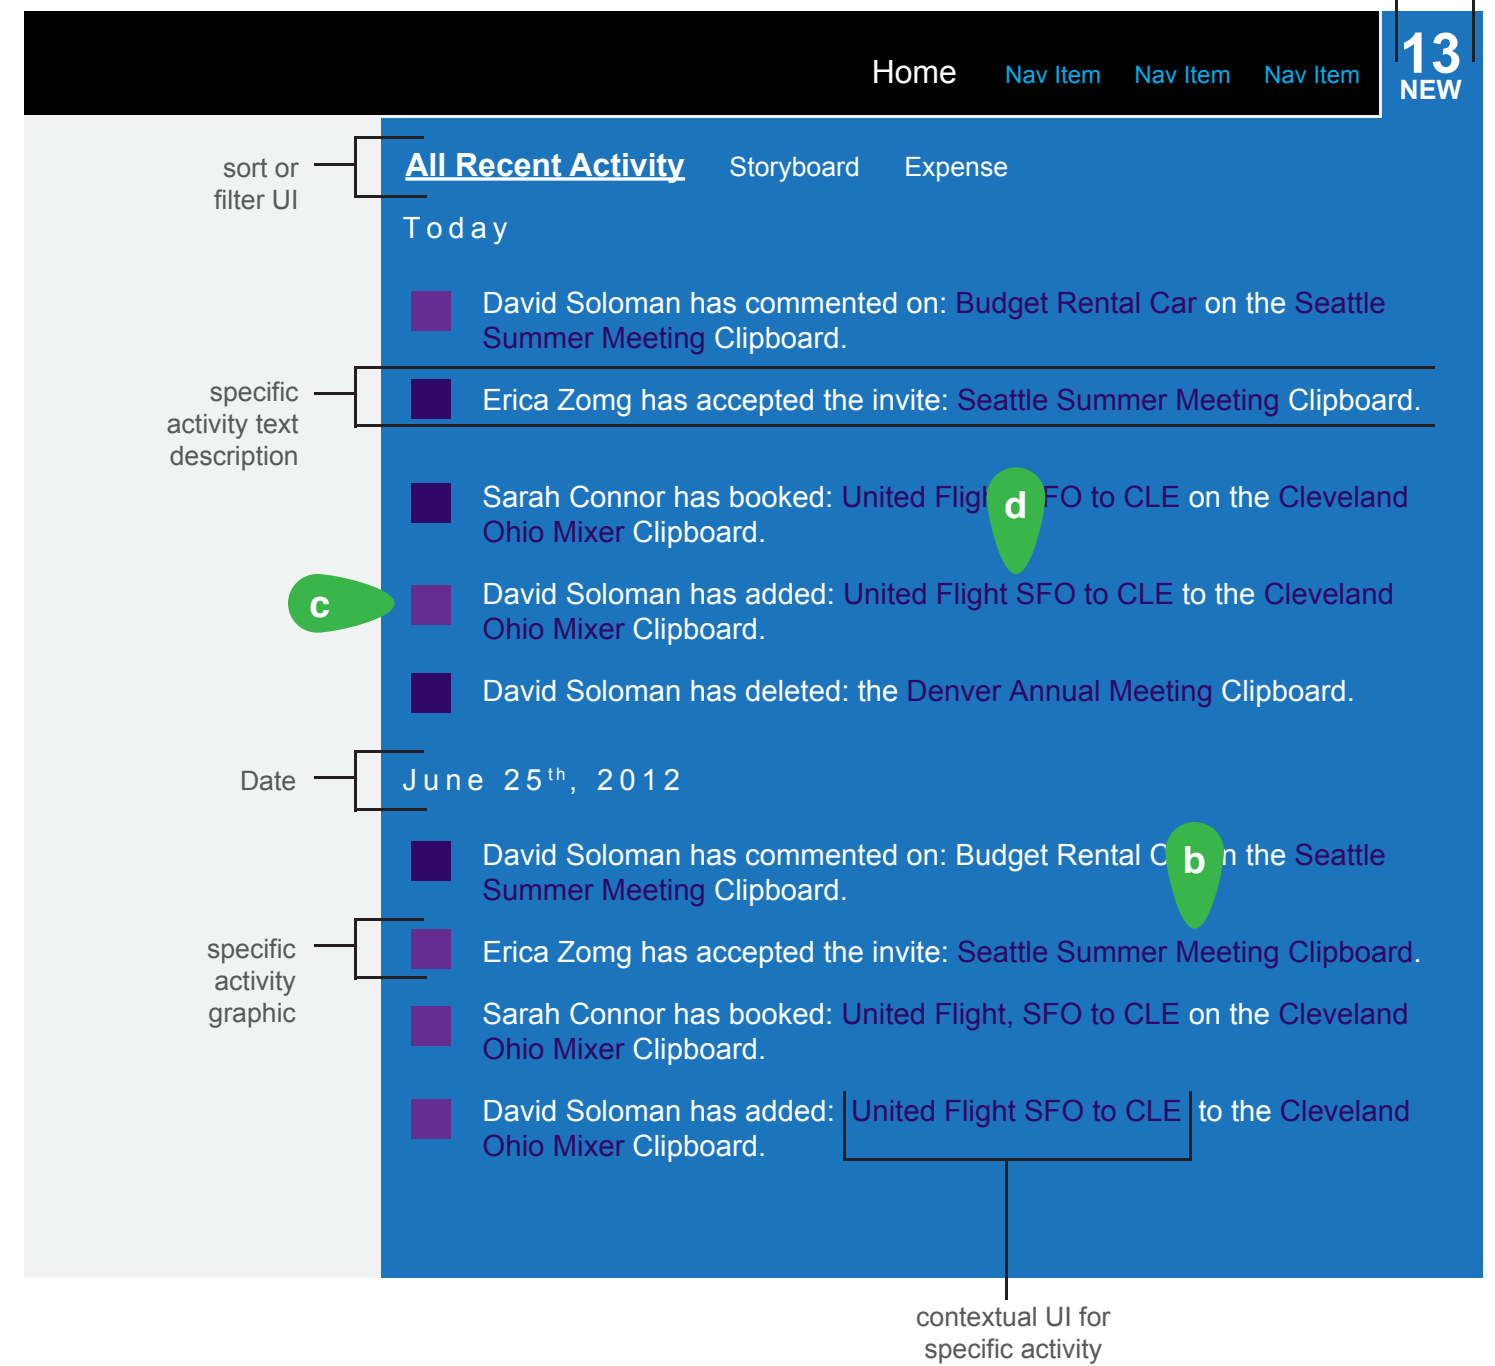 Home Nav Item Nav Item Nav Item
13
NEW
sort or
filter UI
All Recent Activity Storyboard Expense
Today
David Soloman has commented on: Budget Rental Car on the Seattle
Summer Meeting Clipboard.
specific
activity text
description
Erica Zomg has accepted the invite: Seattle Summer Meeting Clipboard.
Sarah Connor has booked: United d FO to CLE on the Cleveland
Ohio Mixer Clipboard.
c
David Soloman has added: United Flight SFO to CLE to the Cleveland
Ohio Mixer Clipboard.
David Soloman has deleted: the Denver Annual Meeting Clipboard.
Date
June 25th, 2012
David Soloman has commented on: Budget Rental b the Seattle
Summer Meeting Clipboard.
specific
activity
graphic
Erica Zomg has accepted the invite: Seattle Summer Meeting Clipboard.
Sarah Connor has booked: United Flight, SFO to CLE on the Cleveland
Ohio Mixer Clipboard.
David Soloman has added: United Flight SFO to CLE to the Cleveland
Ohio Mixer Clipboard.
contextual UI for
specific activity